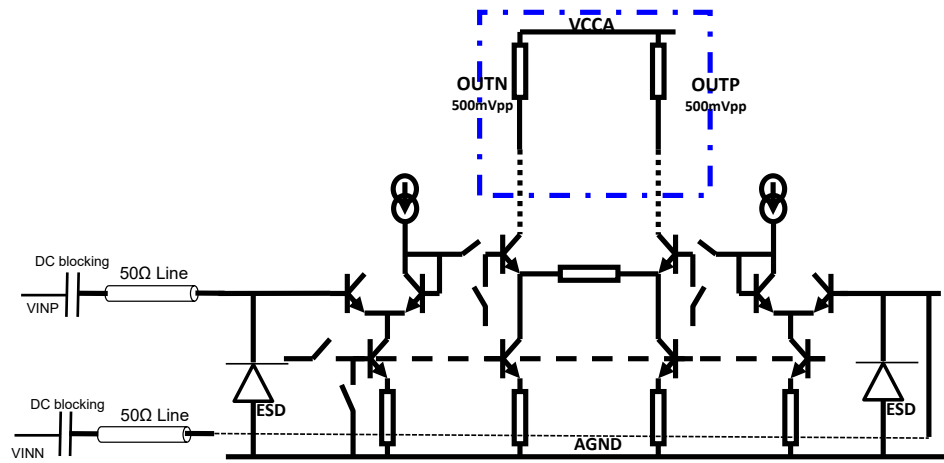 VCCA
OUTN
500mVpp
OUTP
500mVpp
DC blocking
50Ω Line
VINP
DC blocking
50Ω Line
VINN
ESD
ESD
AGND